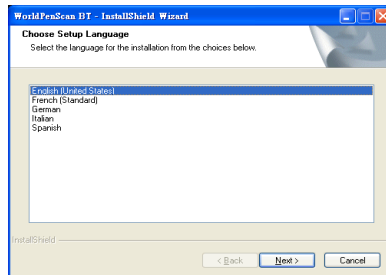 WorldPenScan BT - InstallShield Wizard
Choose Setup Language
Select the language for the installation from the choices below.
English (United States)
French (Standard)
German
Italian
Spanish
InstallShield
< Back
Next >
Cancel